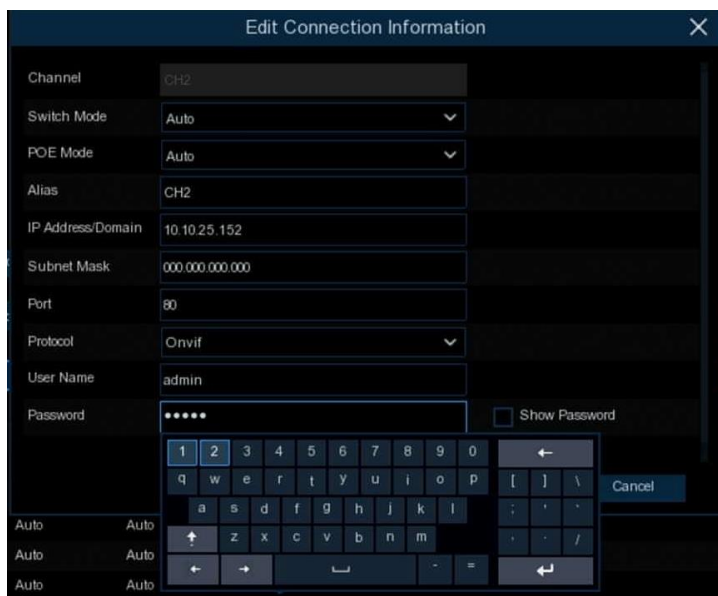 Edit Connection Information
Channel CH2
Switch Mode Auto
POE Mode Auto
Alias CH2
IP Address/Domain 10.10.25.152
Subnet Mask 000.000.000.000
Port 80
Protocol Onvif
User Name admin
Password ••••• Show Password
1 2 3 4 5 6 7 8 9 0
q w e r t y u i o p [ ] \
Cancel
a s d f g h j k l ; ' `
z x c v b n m , . /
- =
Auto Auto
Auto Auto
Auto Auto